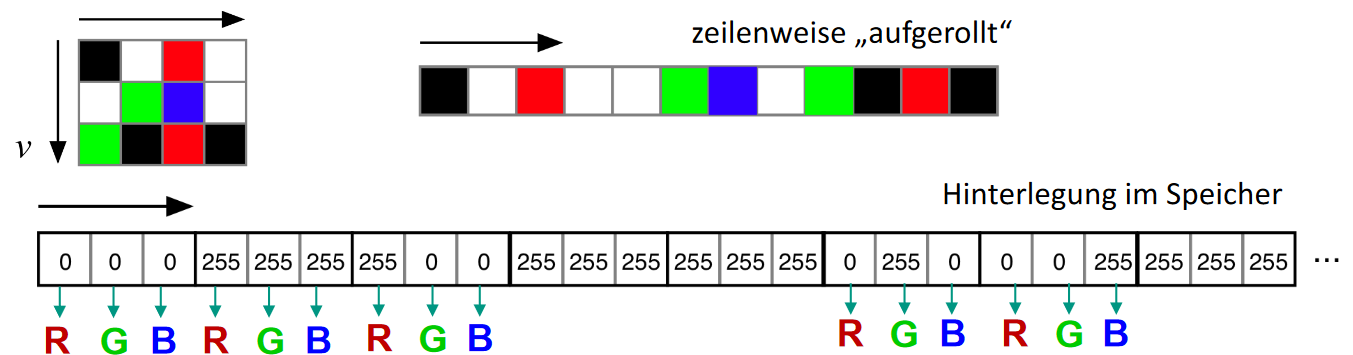 zeilenweise „aufgerollt“
v
Hinterlegung im Speicher
0 0 0 255 255 255 255 0 0 255 255 255 255 255 255 0 255 0 0 0 255 255 255 255 ...
R G B R G B R G B R G B R G B